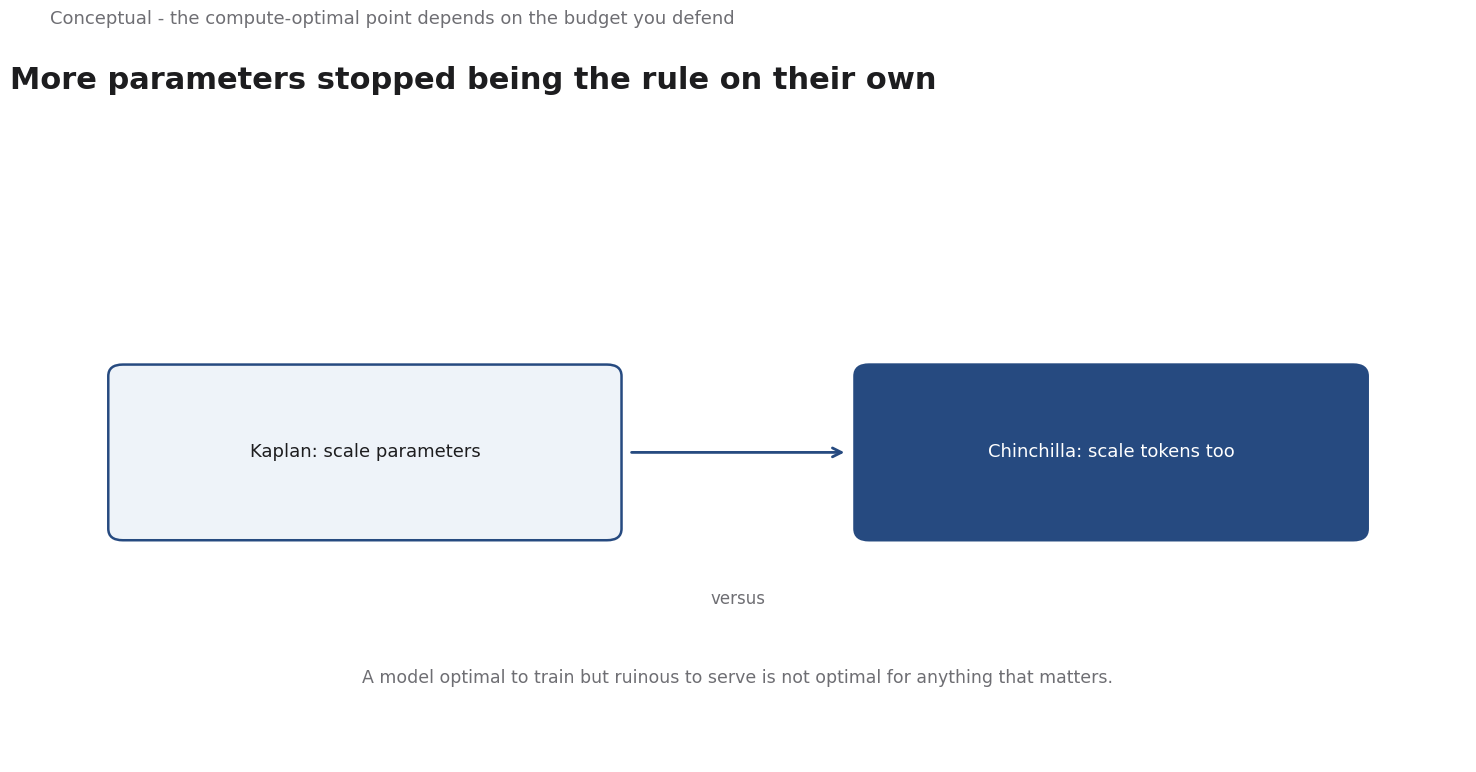 Conceptual - the compute-optimal point depends on the budget you defend
More parameters stopped being the rule on their own
Kaplan: scale parameters
Chinchilla: scale tokens too
versus
A model optimal to train but ruinous to serve is not optimal for anything that matters.